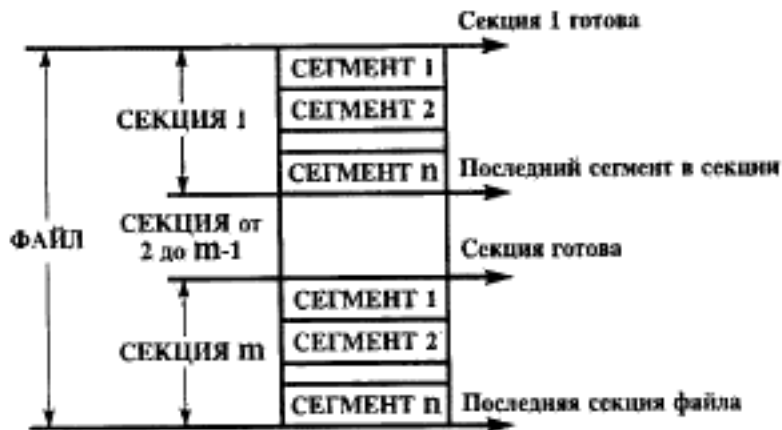 Секция 1 готова
СЕГМЕНТ 1
СЕГМЕНТ 2
СЕКЦИЯ 1
СЕГМЕНТ n
Последний сегмент в секции
СЕКЦИЯ от
2 до m-1
ФАЙЛ
Секция готова
СЕГМЕНТ 1
СЕГМЕНТ 2
СЕКЦИЯ m
СЕГМЕНТ n
Последняя секция файла